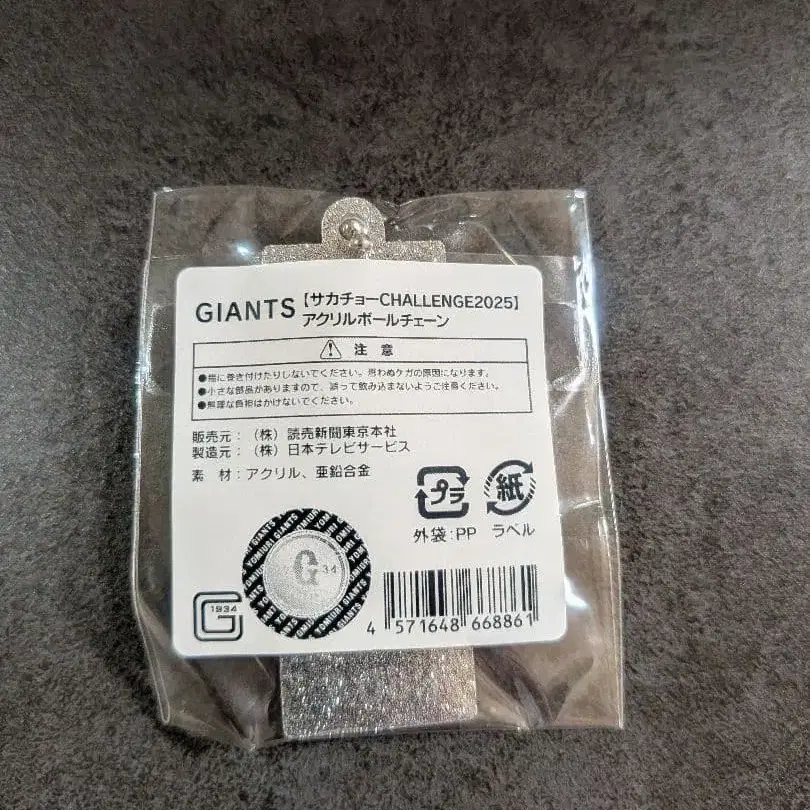 GIANTS【サカチョーCHALLENGE2025】
アクリルボールチェーン
注 意
●指に巻き付けたりしないでください。思わぬケガの原因になります。
●小さな部品がありますので、誤って飲み込まないようご注意ください。
●無理な負担はかけないでください。
販売元：（株）読売新聞東京本社
製造元：（株）日本テレビサービス
素 材：アクリル、亜鉛合金
プラ 紙
外袋：PP ラベル
YOMIURI GIANTS
G 34
1934
4 571648 668861